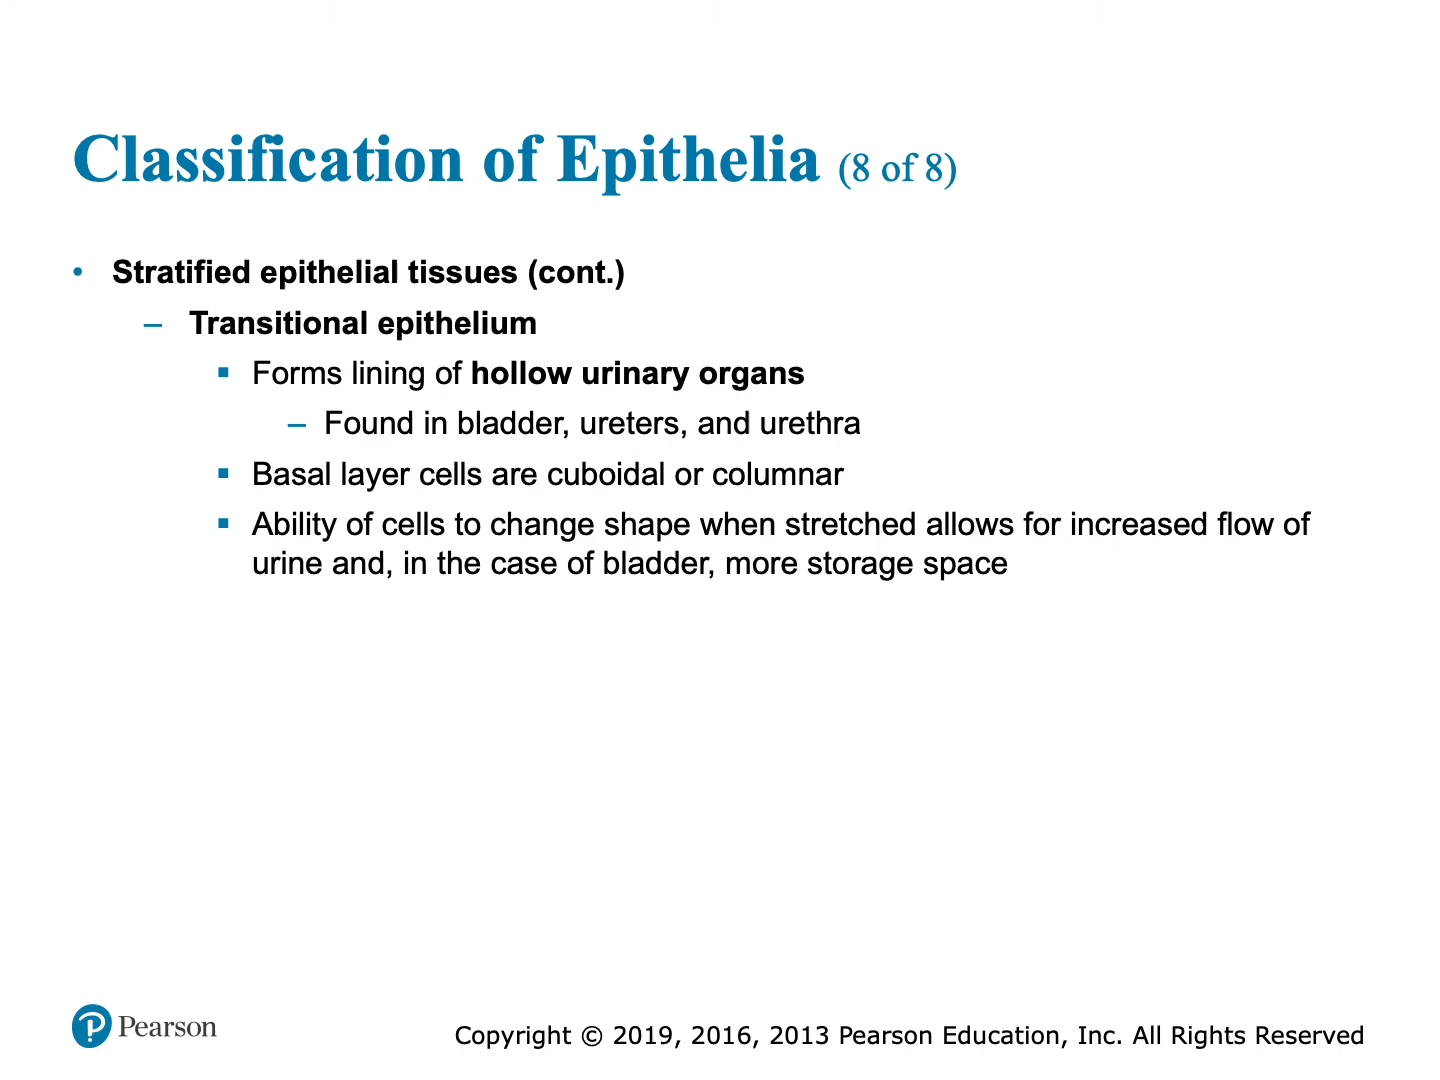 Classification of Epithelia (8 of 8)
• Stratified epithelial tissues (cont.)
– Transitional epithelium
▪ Forms lining of hollow urinary organs
– Found in bladder, ureters, and urethra
▪ Basal layer cells are cuboidal or columnar
▪ Ability of cells to change shape when stretched allows for increased flow of
urine and, in the case of bladder, more storage space
Pearson
Copyright © 2019, 2016, 2013 Pearson Education, Inc. All Rights Reserved